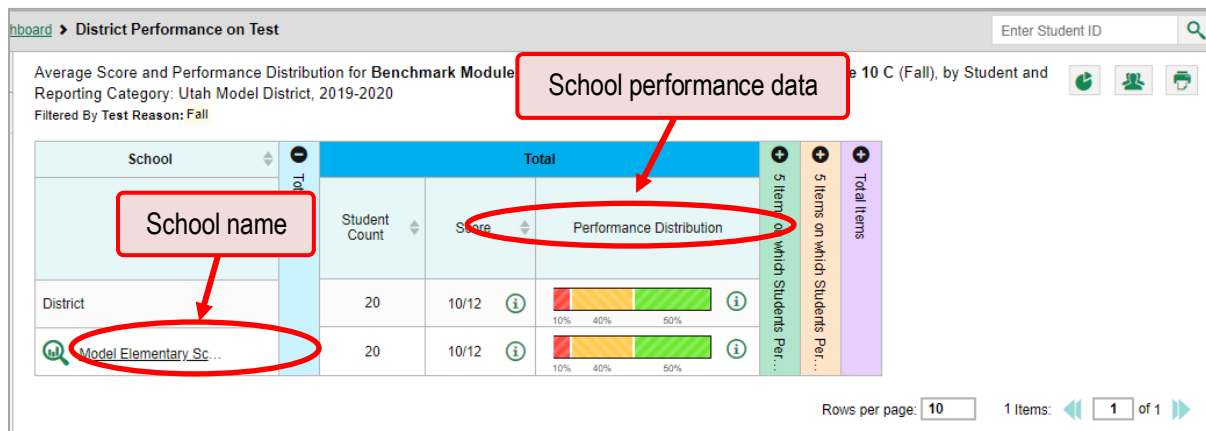 hboard > District Performance on Test
Enter Student ID
Average Score and Performance Distribution for Benchmark Module
e 10 C (Fall), by Student and
Reporting Category: Utah Model District, 2019-2020
Filtered By Test Reason: Fall
School performance data
School name
School
Total
Tot
Student
Count
Score
Performance Distribution
5 Items on which Students Per...
5 Items on which Students Per...
Total Items
District
20
10/12
10% 40% 50%
Model Elementary Sc...
20
10/12
10% 40% 50%
Rows per page: 10
1 Items: 1 of 1